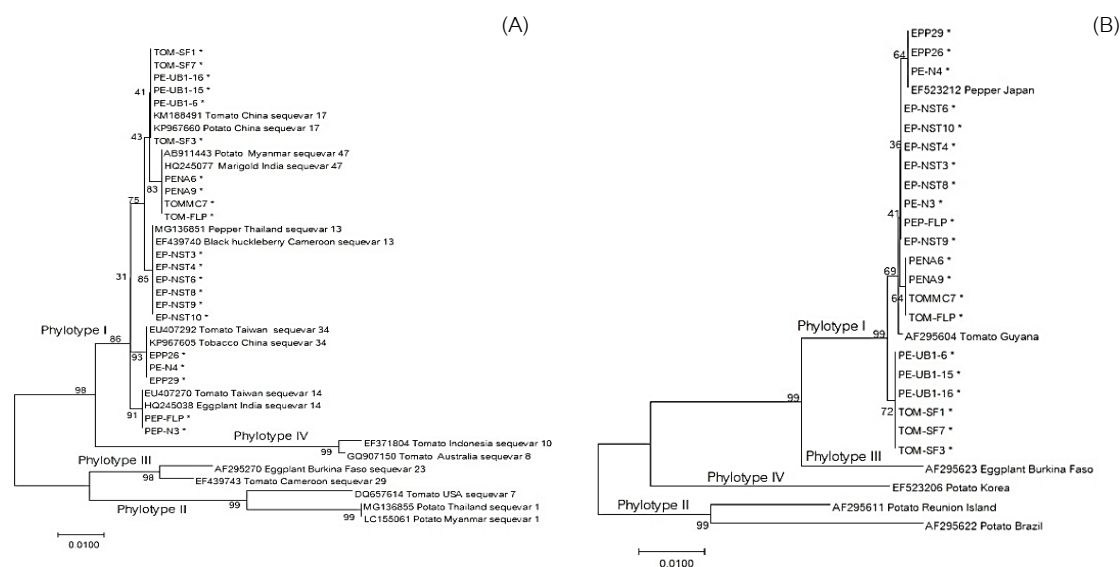 (A)
TOM-SF1 *
TOM-SF7 *
PE-UB1-16 *
PE-UB1-15 *
41
PE-UB1-6 *
KM188491 Tomato China sequevar 17
KP967660 Potato China sequevar 17
43
TOM-SF3 *
AB911443 Potato Myanmar sequevar 47
HQ245077 Marigold India sequevar 47
PENA6 *
83
PENA9 *
75
TOMMC7 *
TOM-FLP *
MG136851 Pepper Thailand sequevar 13
EF439740 Black huckleberry Cameroon sequevar 13
EP-NST3 *
EP-NST4 *
31
85
EP-NST6 *
EP-NST8 *
EP-NST9 *
EP-NST10 *
Phylotype I
EU407292 Tomato Taiwan sequevar 34
86
KP967605 Tobacco China sequevar 34
93
EPP26 *
PE-N4 *
EPP29 *
98
EU407270 Tomato Taiwan sequevar 14
HQ245038 Eggplant India sequevar 14
91
PEP-FLP *
PEP-N3 *
Phylotype IV
EF371804 Tomato Indonesia sequevar 10
99
GQ907150 Tomato Australia sequevar 8
Phylotype III
EF295270 Eggplant Burkina Faso sequevar 23
98
EF439743 Tomato Cameroon sequevar 29
DQ657614 Tomato USA sequevar 7
Phylotype II
99
MG136855 Potato Thailand sequevar 1
99
LC155061 Potato Myanmar sequevar 1
0.0100
(B)
EPP29 *
64
EPP26 *
PE-N4 *
EF523212 Pepper Japan
EP-NST6 *
EP-NST10 *
36
EP-NST4 *
EP-NST3 *
EP-NST8 *
PE-N3 *
41
PEP-FLP *
EP-NST9 *
PENA6 *
69
PENA9 *
64
TOMMC7 *
TOM-FLP *
Phylotype I
99
AF295604 Tomato Guyana
PE-UB1-6 *
PE-UB1-15 *
99
PE-UB1-16 *
72
TOM-SF1 *
TOM-SF7 *
TOM-SF3 *
Phylotype III
AF295623 Eggplant Burkina Faso
Phylotype IV
EF523206 Potato Korea
Phylotype II
AF295611 Potato Reunion Island
99
AF295622 Potato Brazil
0.0100